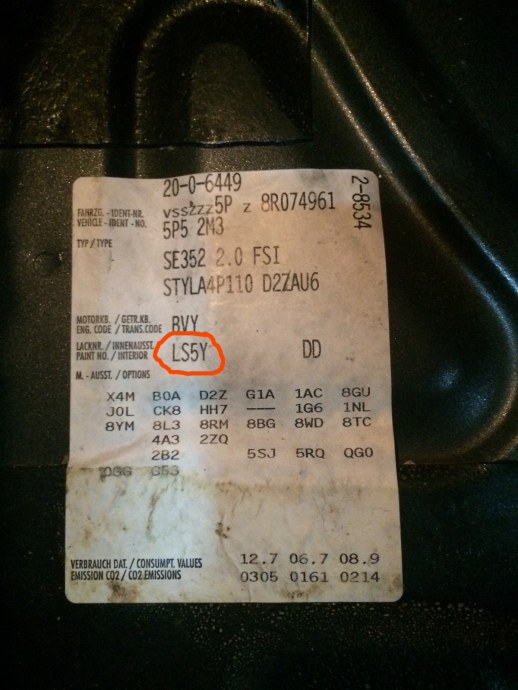 20-0-6449
2-8534
FAHRZG. - IDENT-NR. VSSZZZ5P Z 8R074961
VEHICLE - IDENT - NO. 5P5 2M3
TYP / TYPE
SE352 2.0 FSI
STYLA4P110 D2ZAU6
MOTORKB. / GETR.KB. BVY
ENG. CODE / TRANS.CODE
LACKNR. / INNENAUSST. LS5Y DD
PAINT NO. / INTERIOR
M. - AUSST. / OPTIONS
X4M B0A D2Z G1A 1AC 8GU
J0L CK8 HH7 --- 1G6 1NL
8YM 8L3 8RM 8BG 8WD 8TC
4A3 2ZQ
2B2 5SJ 5RQ QG0
VERBRAUCH DAT. / CONSUMPT. VALUES 12.7 06.7 08.9
EMISSION CO2 / CO2 EMISSIONS 0305 0161 0214